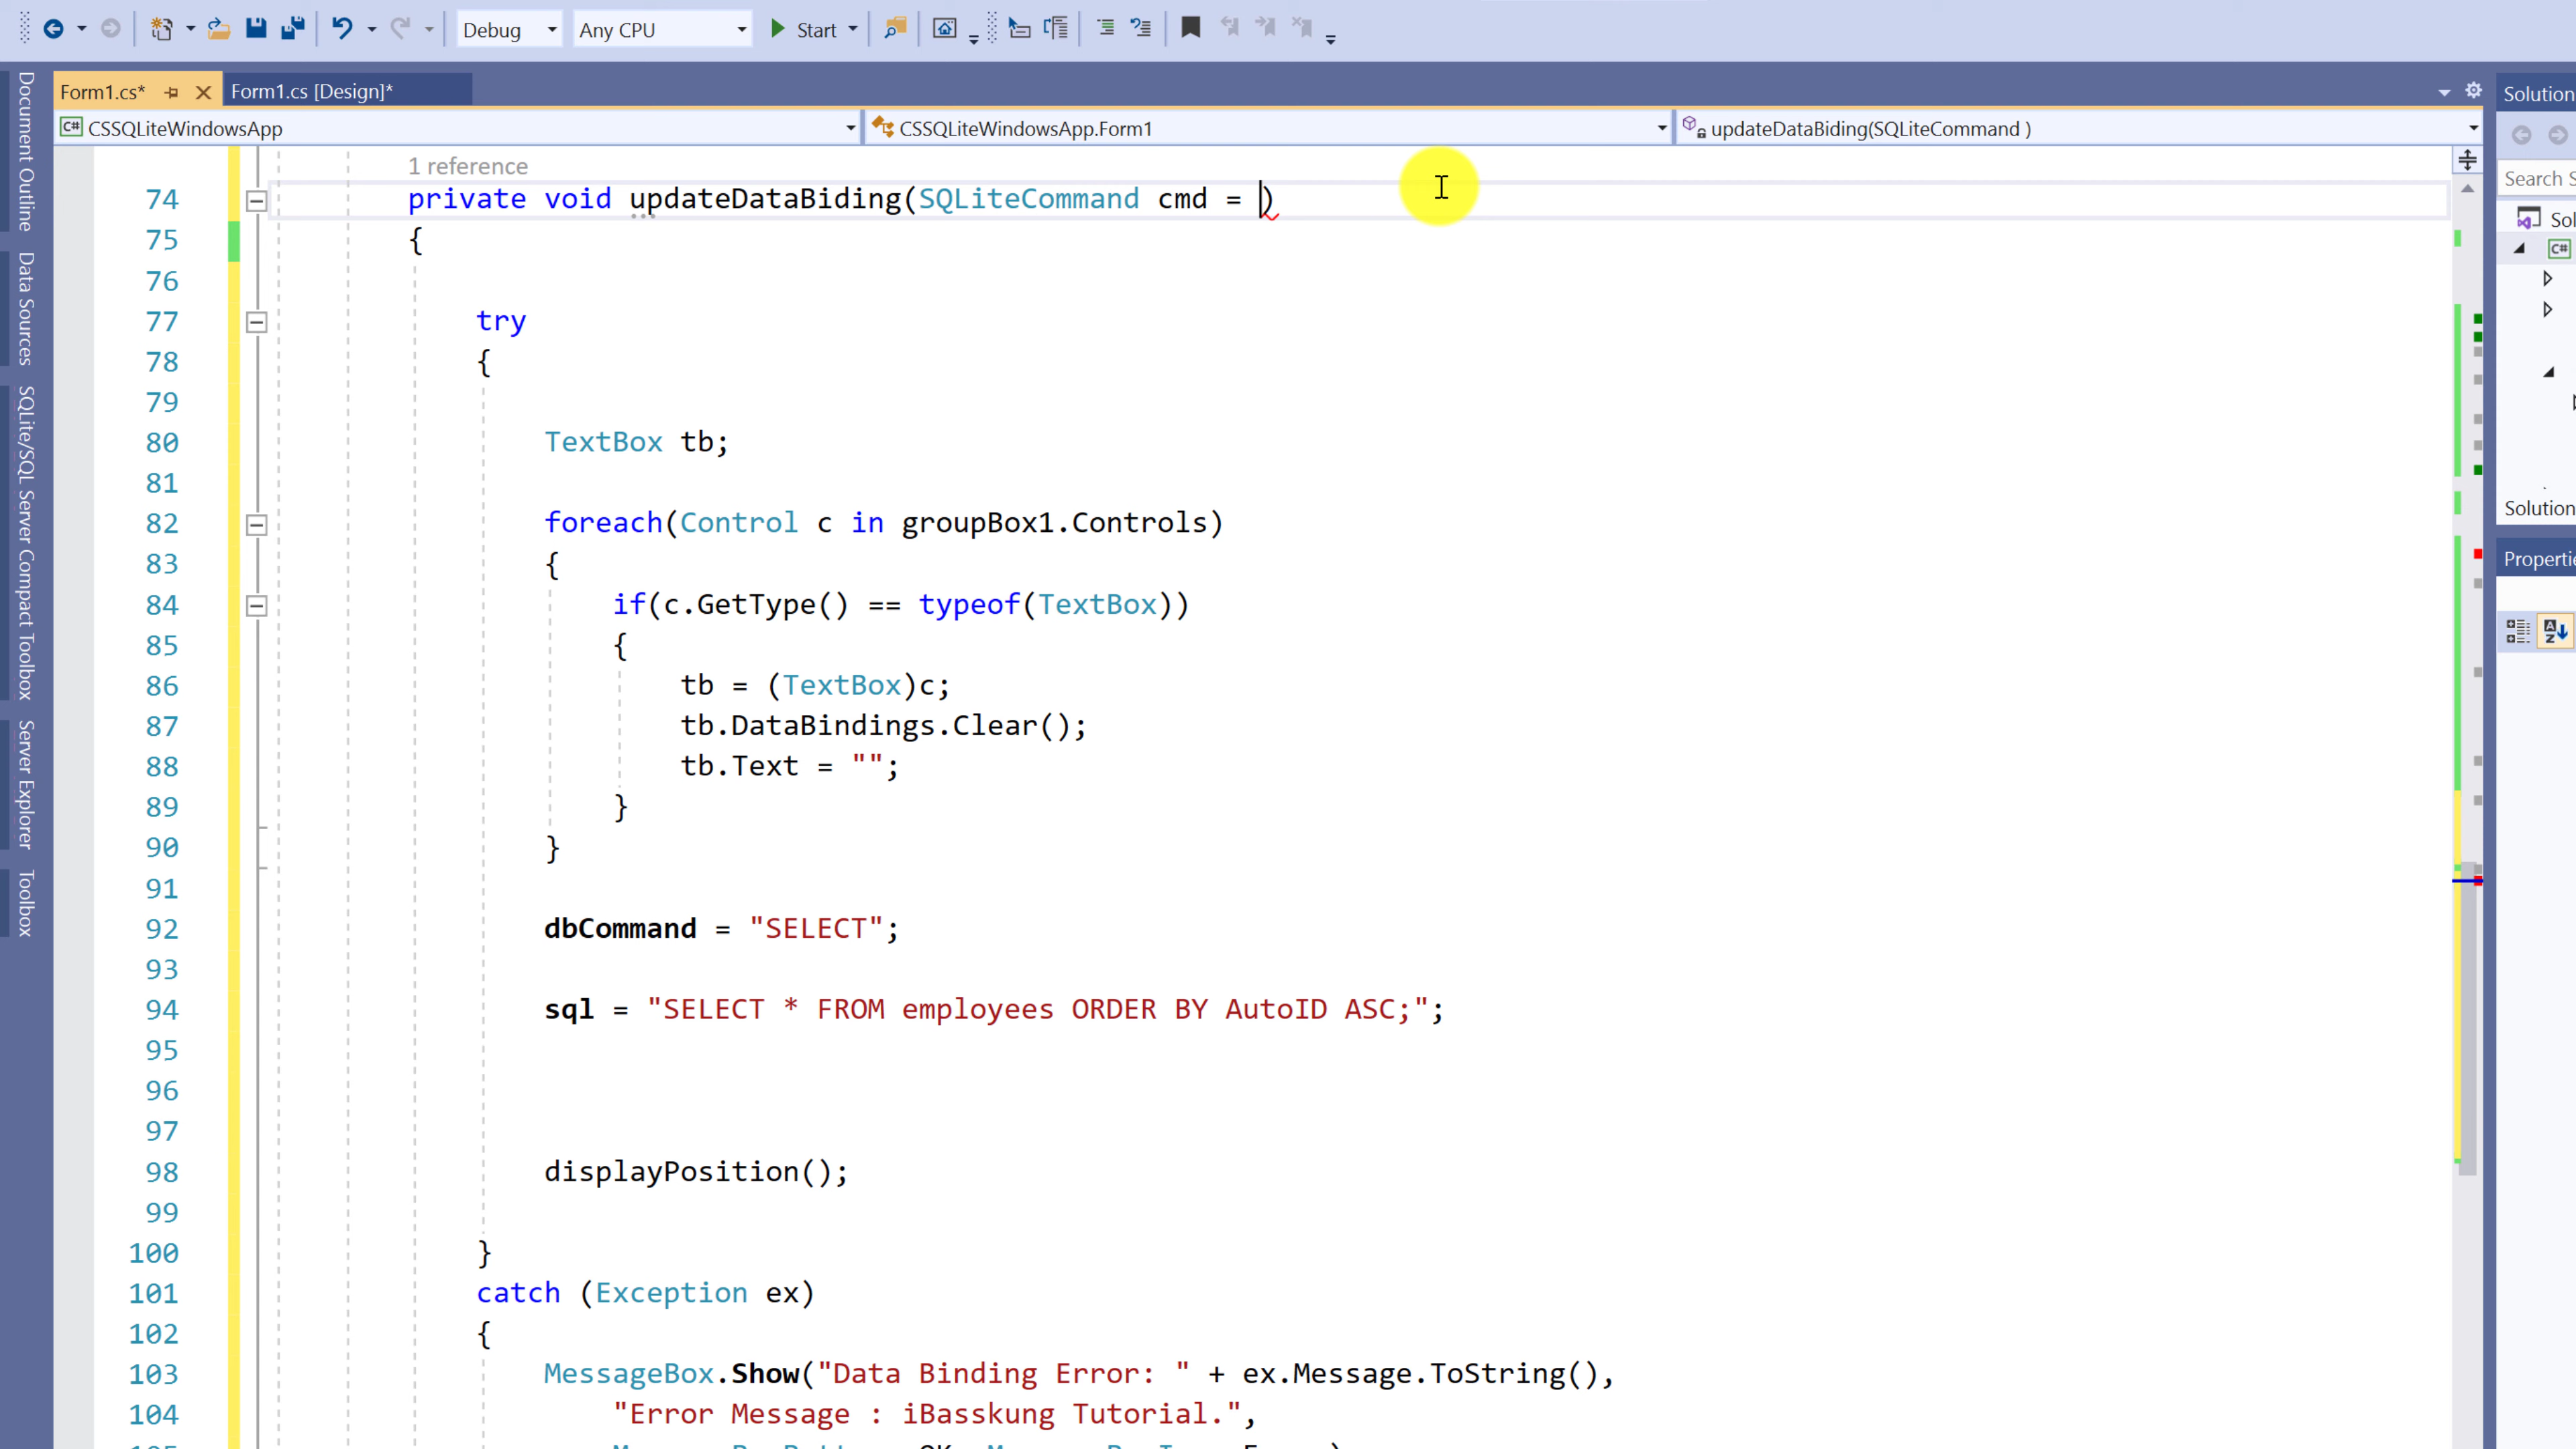 Debug
Any CPU
Start
Form1.cs*
Form1.cs [Design]*
Solution
CSSQLiteWindowsApp
CSSQLiteWindowsApp.Form1
updateDataBiding(SQLiteCommand )
Document Outline
Data Sources
SQLite/SQL Server Compact Toolbox
Server Explorer
Toolbox
1 reference
74 private void updateDataBiding(SQLiteCommand cmd = )
75 {
76
77 try
78 {
79
80 TextBox tb;
81
82 foreach(Control c in groupBox1.Controls)
83 {
84 if(c.GetType() == typeof(TextBox))
85 {
86 tb = (TextBox)c;
87 tb.DataBindings.Clear();
88 tb.Text = "";
89 }
90 }
91
92 dbCommand = "SELECT";
93
94 sql = "SELECT * FROM employees ORDER BY AutoID ASC;";
95
96
97
98 displayPosition();
99
100 }
101 catch (Exception ex)
102 {
103 MessageBox.Show("Data Binding Error: " + ex.Message.ToString(),
104 "Error Message : iBasskung Tutorial.",
Search S
Sol
C#
Solution
Properti